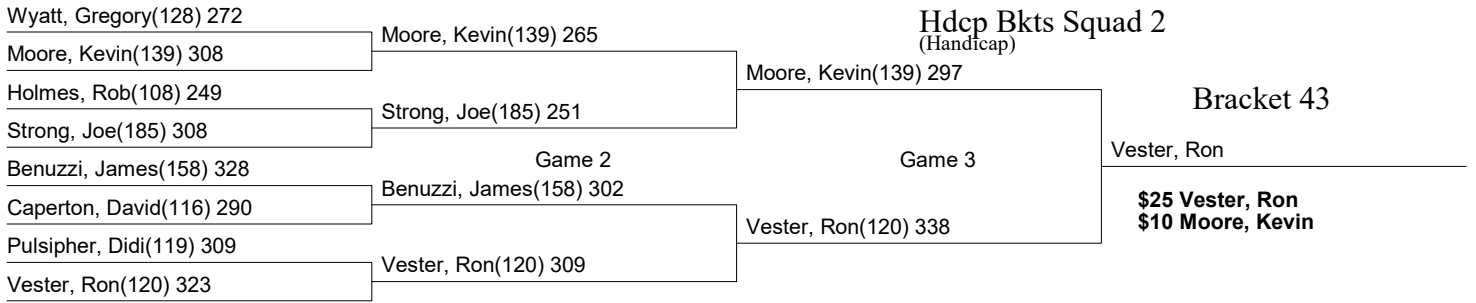 Wyatt, Gregory(128) 272
Moore, Kevin(139) 308
Holmes, Rob(108) 249
Strong, Joe(185) 308
Benuzzi, James(158) 328
Caperton, David(116) 290
Pulsipher, Didi(119) 309
Vester, Ron(120) 323
Moore, Kevin(139) 265
Strong, Joe(185) 251
Game 2
Benuzzi, James(158) 302
Vester, Ron(120) 309
Hdcp Bkts Squad 2
(Handicap)
Moore, Kevin(139) 297
Game 3
Vester, Ron(120) 338
Bracket 43
Vester, Ron
$25 Vester, Ron
$10 Moore, Kevin